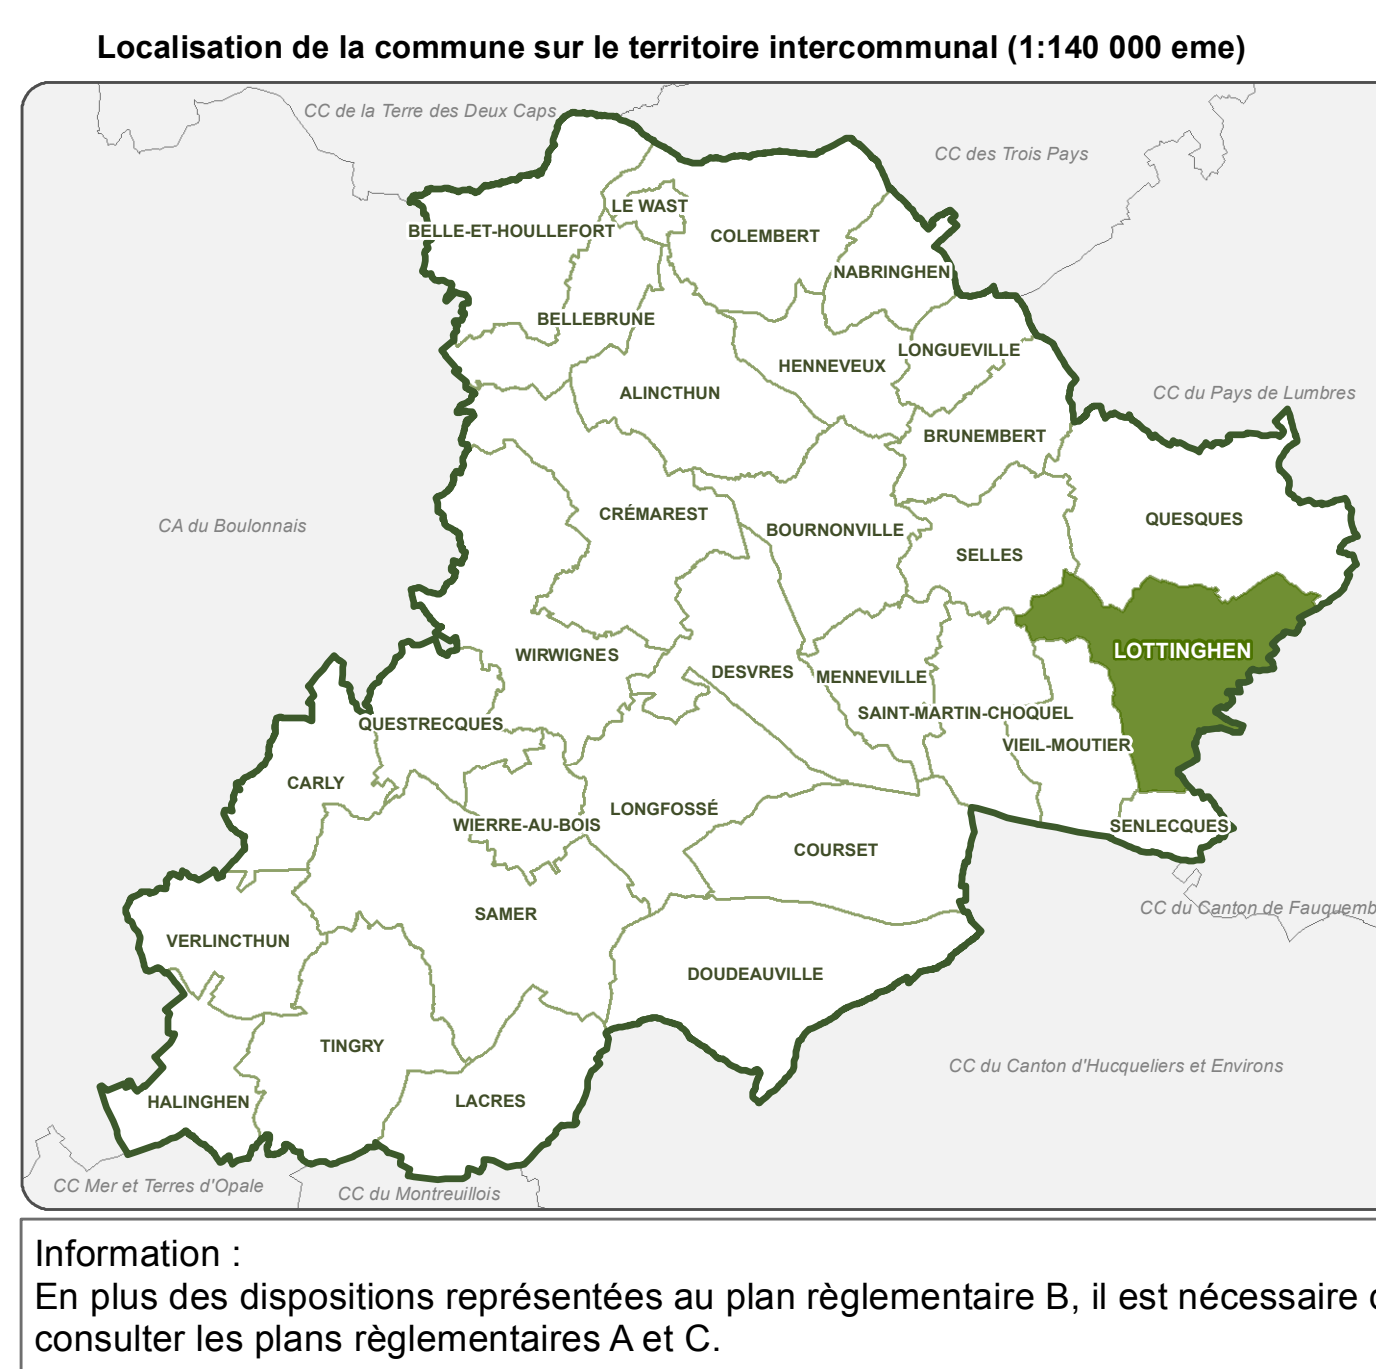 Localisation de la commune sur le territoire intercommunal (1:140 000 eme)
CC de la Terre des Deux Caps
CC des Trois Pays
LE WAST
BELLE-ET-HOULLEFORT
COLEMBERT
NABRINGHEN
BELLEBRUNE
LONGUEVILLE
HENNEVEUX
ALINCTHUN
CC du Pays de Lumbres
BRUNEMBERT
CRÉMAREST
QUESQUES
CA du Boulonnais
BOURNONVILLE
SELLES
LOTTINGHEN
WIRWIGNES
DESVRES
MENNEVILLE
SAINT-MARTIN-CHOQUEL
QUESTRECQUES
VIEIL-MOUTIER
CARLY
LONGFOSSÉ
WIERRE-AU-BOIS
SENLECQUES
COURSET
CC du Canton de Fauquemb
SAMER
VERLINCTHUN
DOUDEAUVILLE
TINGRY
CC du Canton d'Hucqueliers et Environs
HALINGHEN
LACRES
CC Mer et Terres d'Opale
CC du Montreuillois
Information :
En plus des dispositions représentées au plan règlementaire B, il est nécessaire
consulter les plans règlementaires A et C.